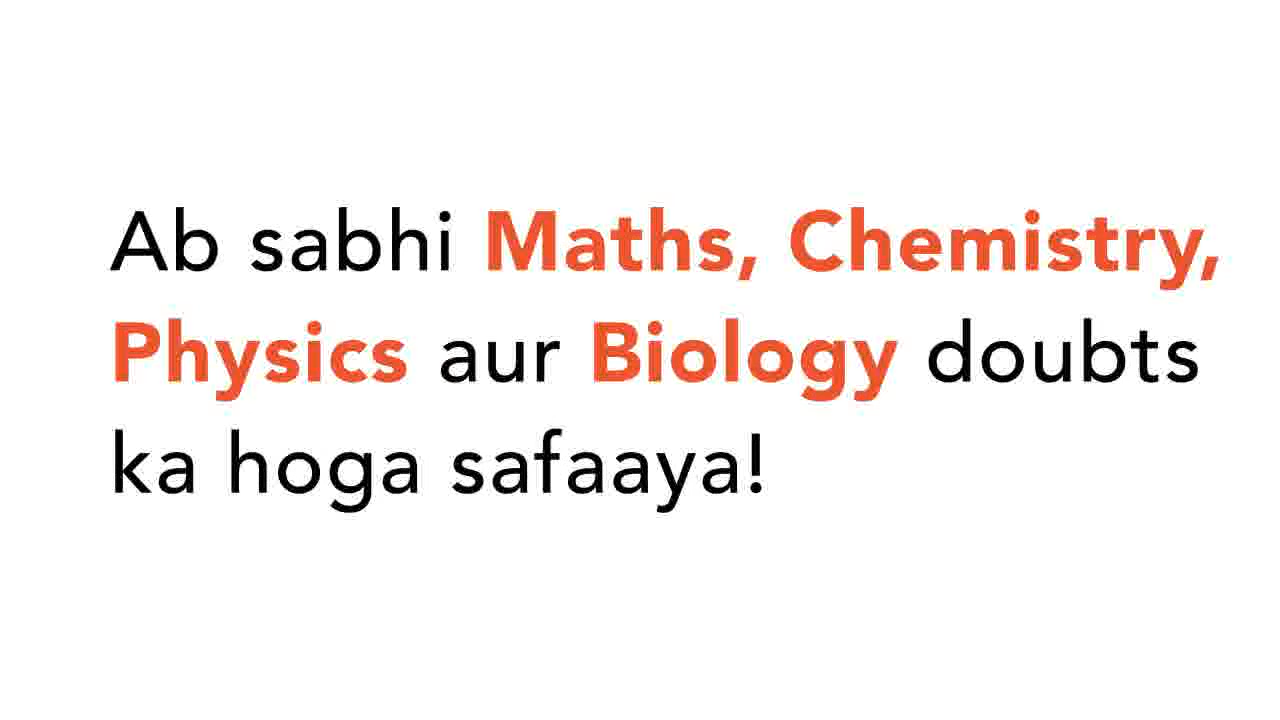 Ab sabhi Maths, Chemistry,
Physics aur Biology doubts
ka hoga safaaya!